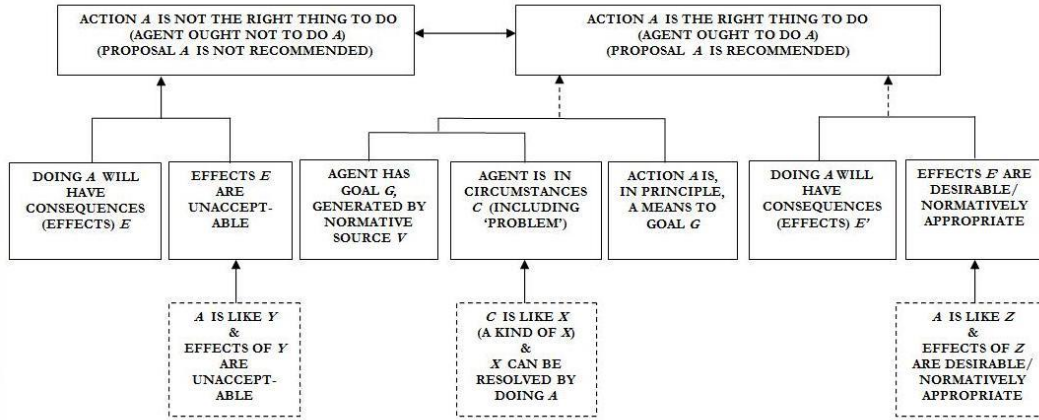 ACTION A IS NOT THE RIGHT THING TO DO
(AGENT OUGHT NOT TO DO A)
(PROPOSAL A IS NOT RECOMMENDED)
ACTION A IS THE RIGHT THING TO DO
(AGENT OUGHT TO DO A)
(PROPOSAL A IS RECOMMENDED)
DOING A WILL
HAVE
CONSEQUENCES
(EFFECTS) E
EFFECTS E
ARE
UNACCEPT-
ABLE
AGENT HAS
GOAL G,
GENERATED BY
NORMATIVE
SOURCE V
AGENT IS IN
CIRCUMSTANCES
C (INCLUDING
‘PROBLEM’)
ACTION A IS,
IN PRINCIPLE,
A MEANS TO
GOAL G
DOING A WILL
HAVE
CONSEQUENCES
(EFFECTS) E’
EFFECTS E’ ARE
DESIRABLE/
NORMATIVELY
APPROPRIATE
A IS LIKE Y
&
EFFECTS OF Y
ARE
UNACCEPT-
ABLE
C IS LIKE X
(A KIND OF X)
&
X CAN BE
RESOLVED BY
DOING A
A IS LIKE Z
&
EFFECTS OF Z
ARE DESIRABLE/
NORMATIVELY
APPROPRIATE